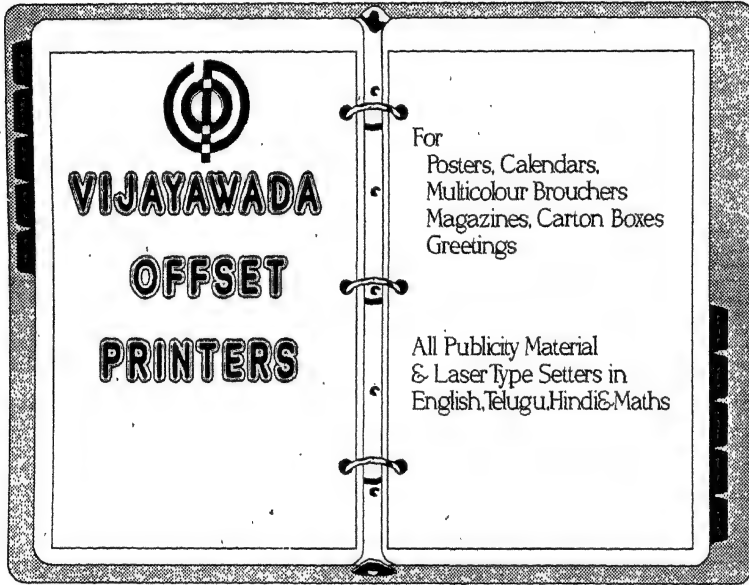 VIJAYAWADA
OFFSET
PRINTERS
For
Posters, Calendars,
Multicolour Brouchers
Magazines, Carton Boxes
Greetings
All Publicity Material
& Laser Type Setters in
English,Telugu,Hindi&Maths